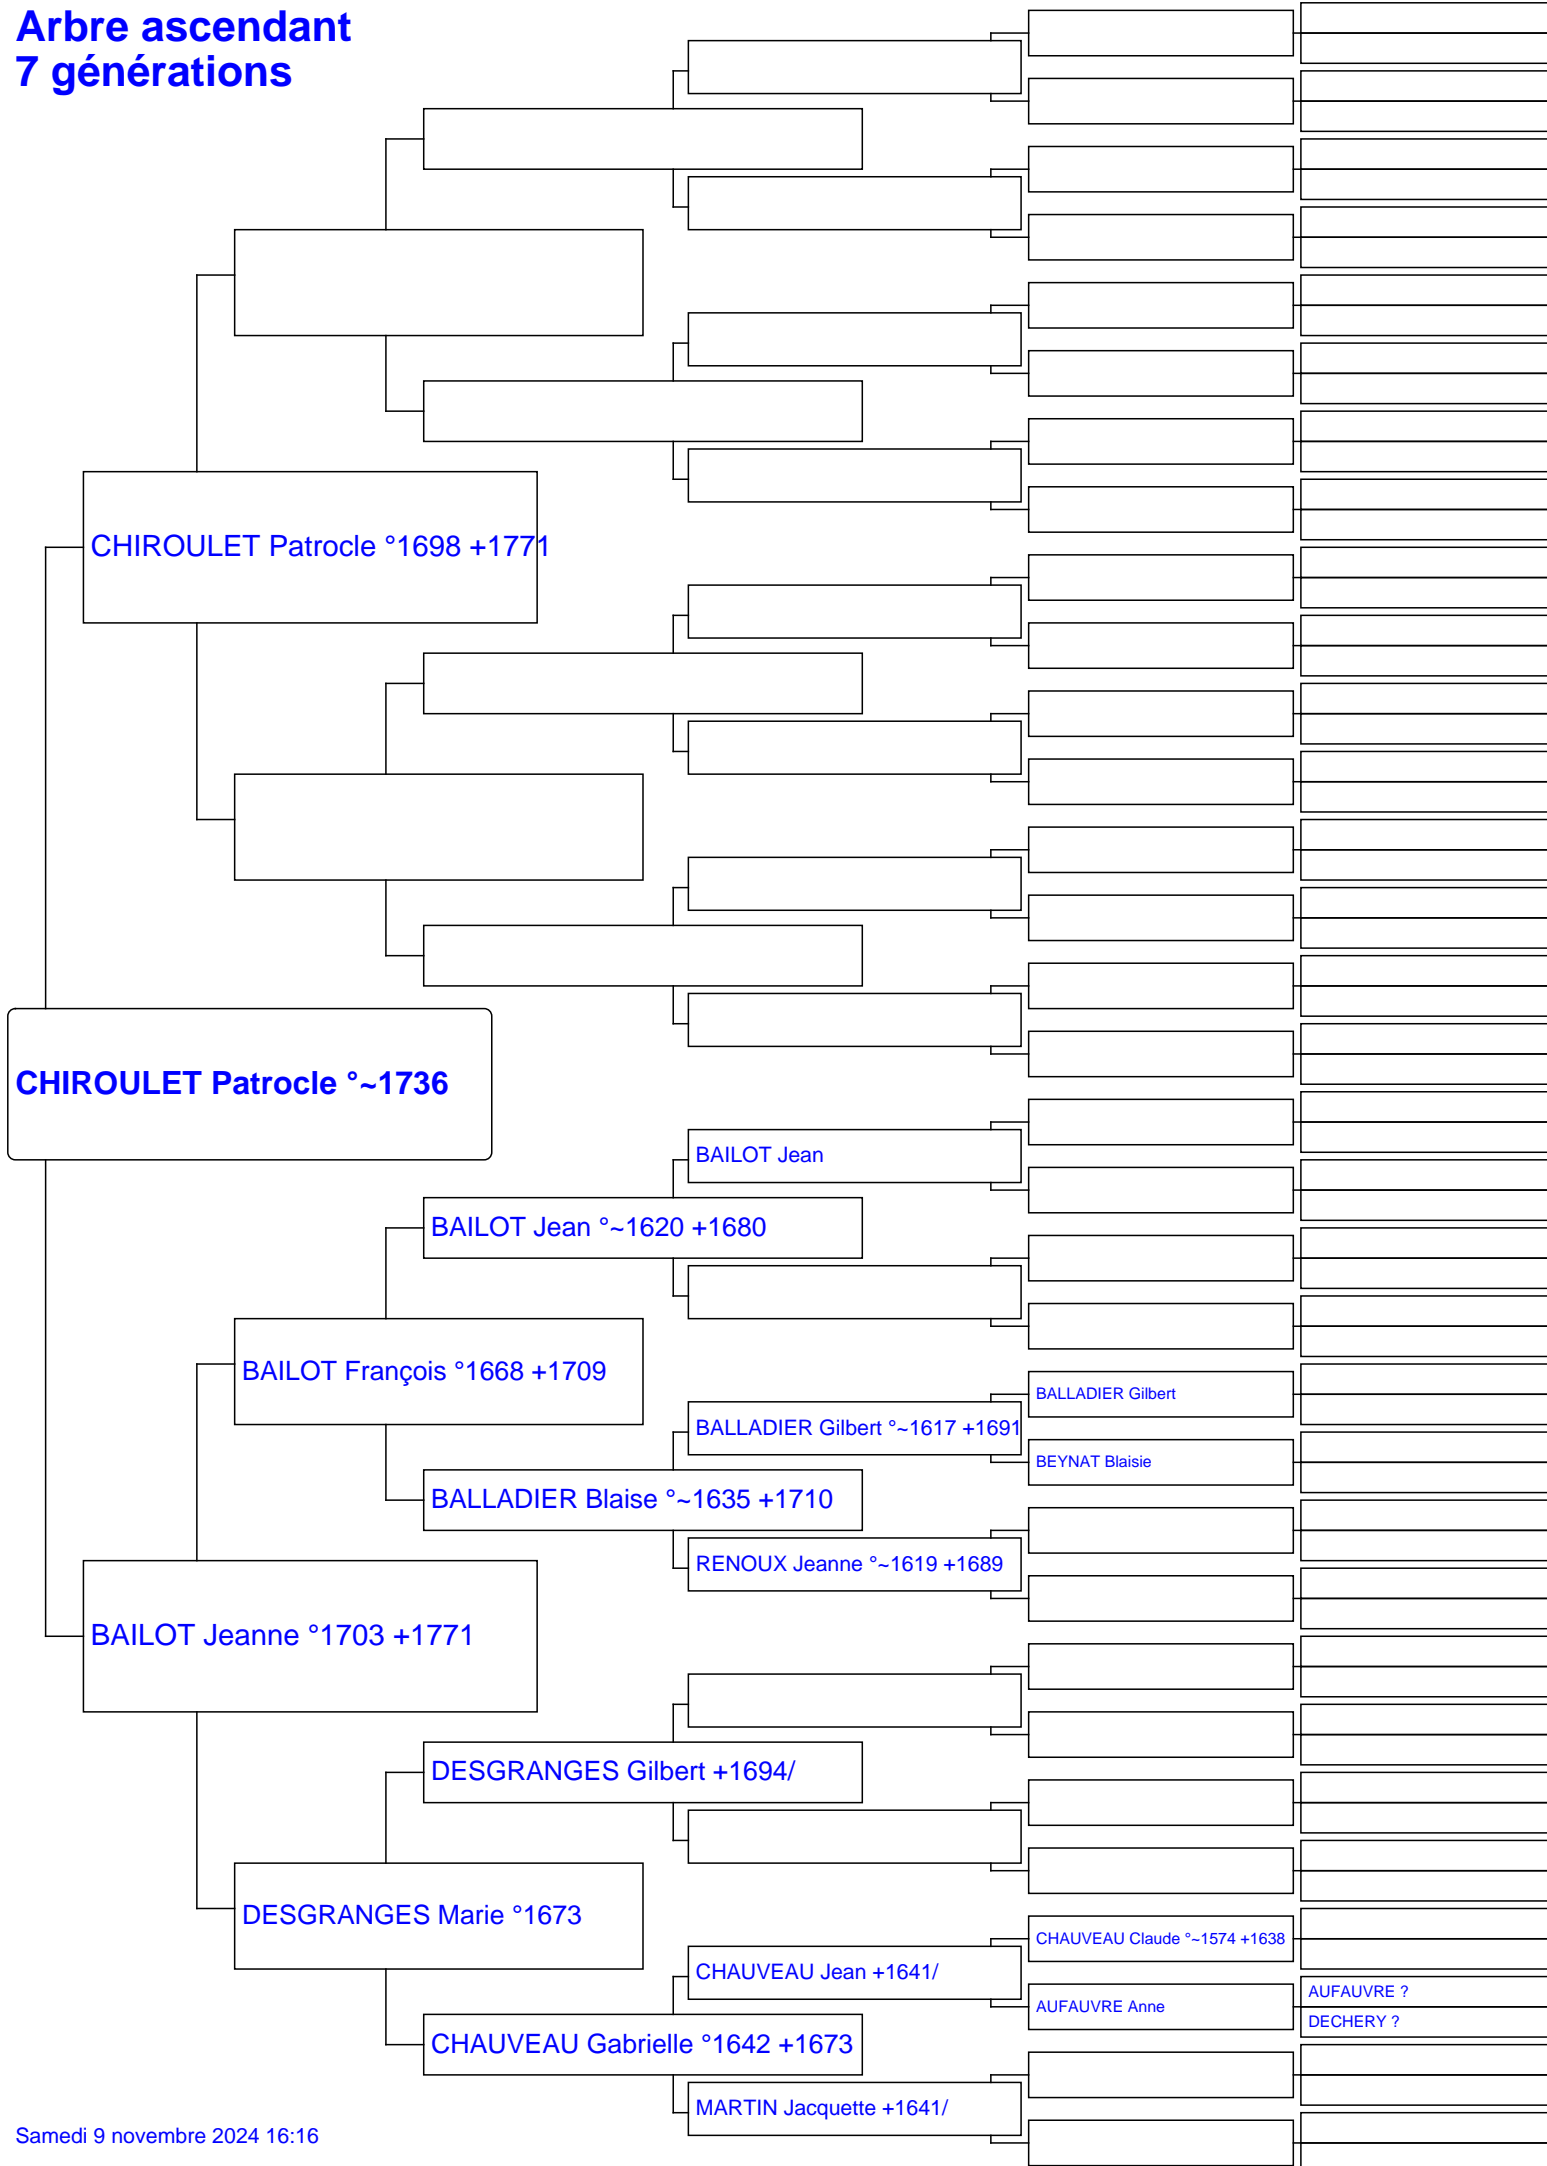 Arbre ascendant
7 générations
CHIROULET Patrocle °1698 +1771
CHIROULET Patrocle °~1736
BAILOT Jean
BAILOT Jean °~1620 +1680
BAILOT François °1668 +1709
BALLADIER Gilbert
BALLADIER Gilbert °~1617 +1691
BEYNAT Blaisie
BALLADIER Blaise °~1635 +1710
RENOUX Jeanne °~1619 +1689
BAILOT Jeanne °1703 +1771
DESGRANGES Gilbert +1694/
DESGRANGES Marie °1673
CHAUVEAU Claude °~1574 +1638
CHAUVEAU Jean +1641/
AUFAUVRE ?
AUFAUVRE Anne
DECHERY ?
CHAUVEAU Gabrielle °1642 +1673
MARTIN Jacquette +1641/
Samedi 9 novembre 2024 16:16